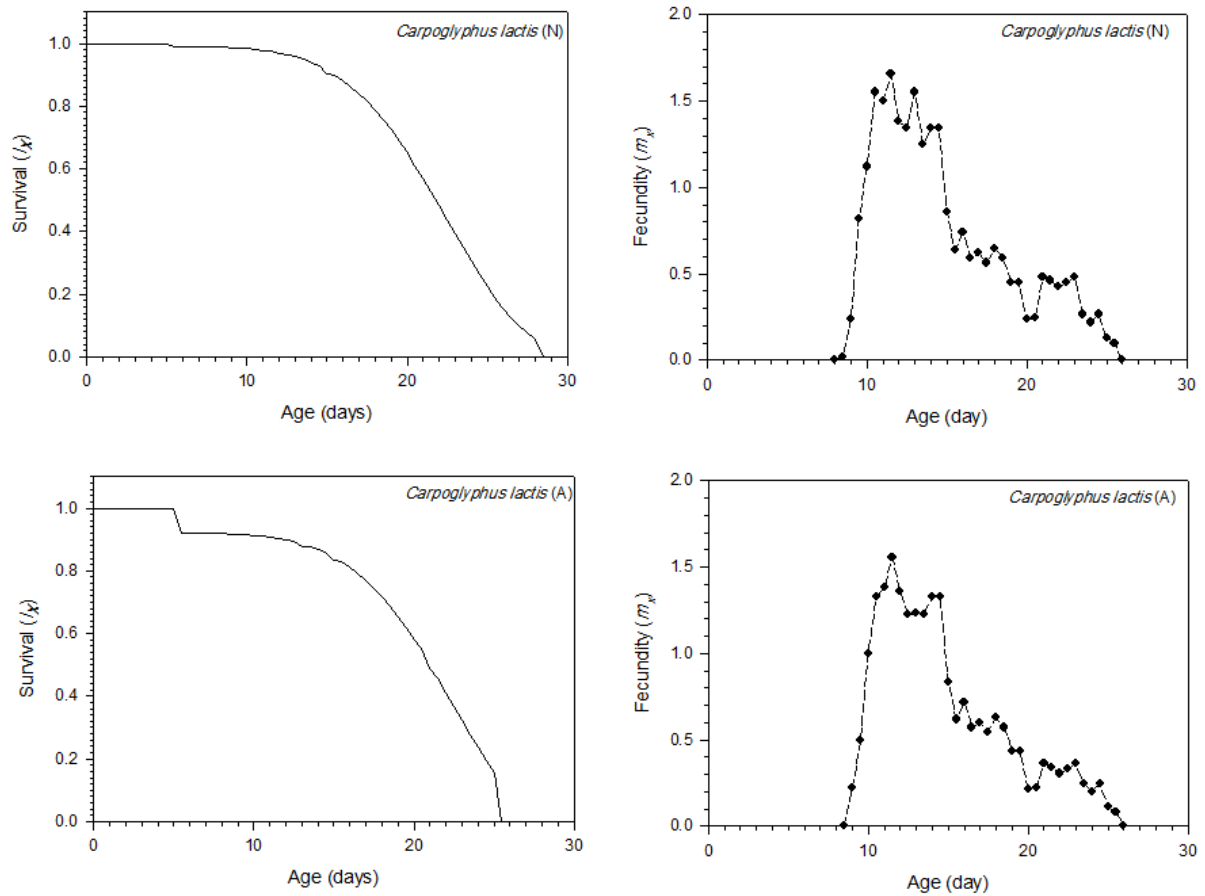 Carpoglyphus lactis (N)
1.0
0.8
0.6
0.4
0.2
0.0
Survival (lx)
0 10 20 30
Age (days)
Carpoglyphus lactis (N)
2.0
1.5
1.0
0.5
0.0
Fecundity (mx)
0 10 20 30
Age (day)
Carpoglyphus lactis (A)
1.0
0.8
0.6
0.4
0.2
0.0
Survival (lx)
0 10 20 30
Age (days)
Carpoglyphus lactis (A)
2.0
1.5
1.0
0.5
0.0
Fecundity (mx)
0 10 20 30
Age (day)